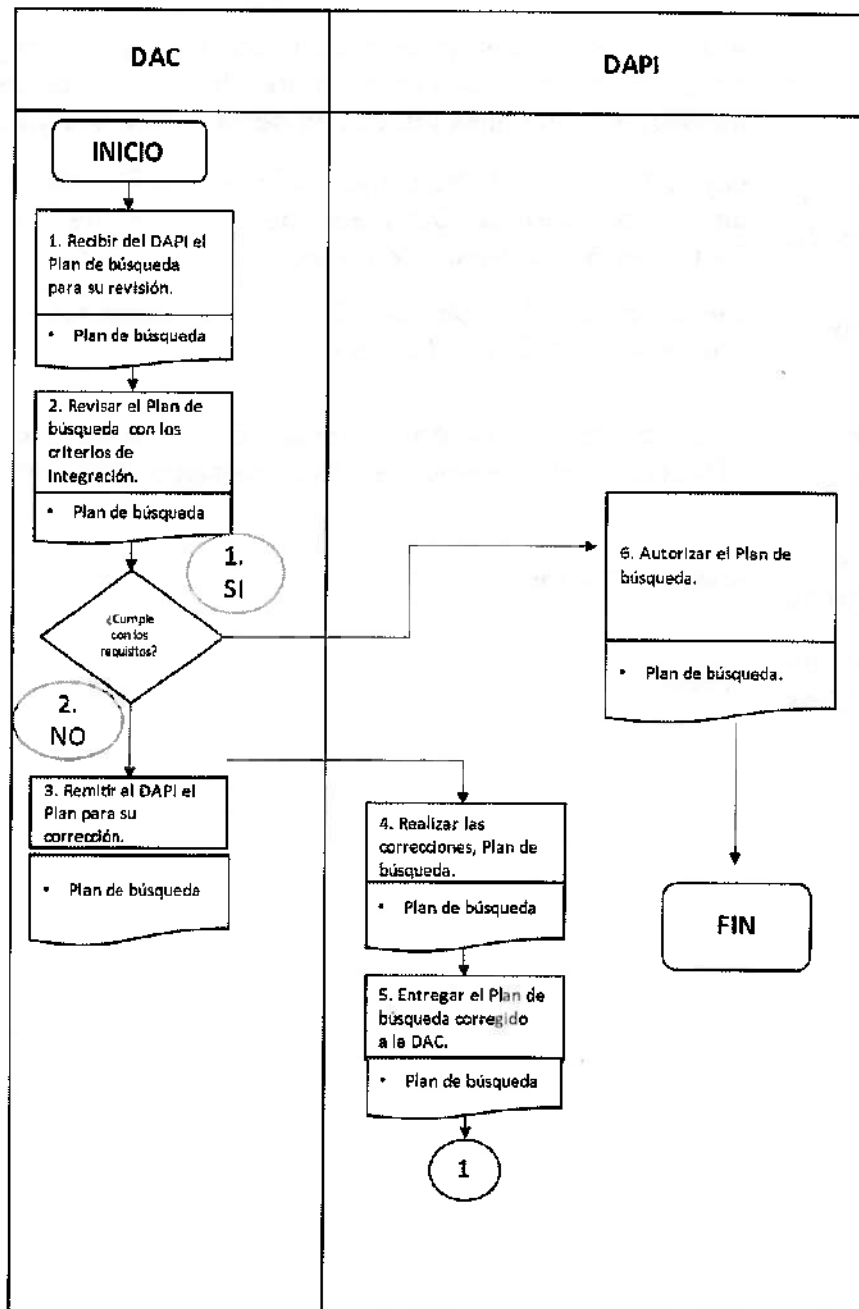 DAC
DAPI
INICIO
1. Recibir del DAPI el
Plan de búsqueda
para su revisión.
• Plan de búsqueda
2. Revisar el Plan de
búsqueda con los
criterios de
Integración.
• Plan de búsqueda
1.
SI
¿Cumple
con los
requisitos?
2.
NO
3. Remitir al DAPI el
Plan para su
corrección.
• Plan de búsqueda
4. Realizar las
correcciones, Plan de
búsqueda.
• Plan de búsqueda
5. Entregar el Plan de
búsqueda corregido
a la DAC.
• Plan de búsqueda
1
6. Autorizar el Plan de
búsqueda.
• Plan de búsqueda.
FIN